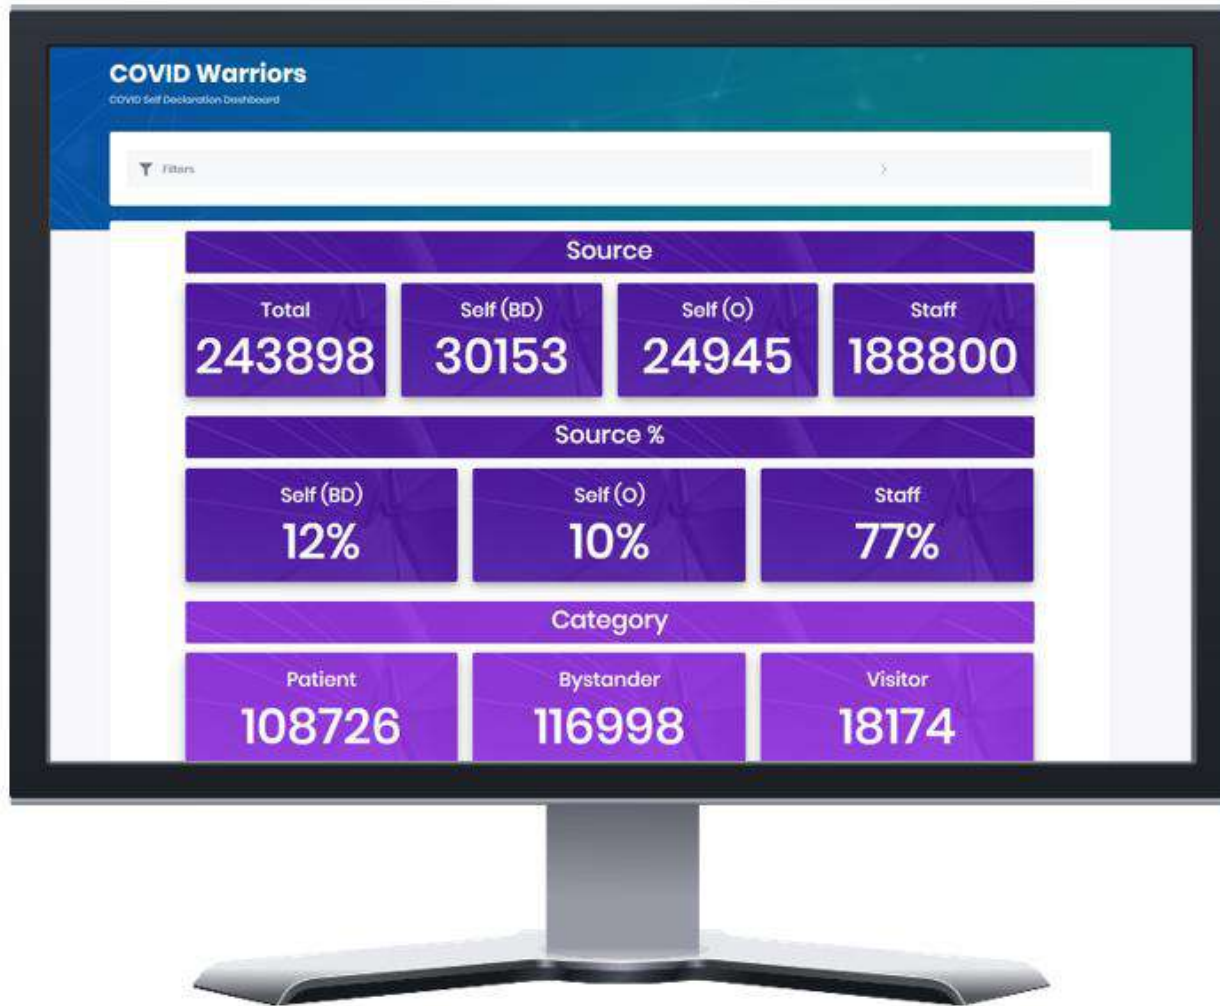 COVID Warriors
COVID Self Declaration Dashboard
Filters
Source
Total Self (BD) Self (O) Staff
243898 30153 24945 188800
Source %
Self (BD) Self (O) Staff
12% 10% 77%
Category
Patient Bystander Visitor
108726 116998 18174